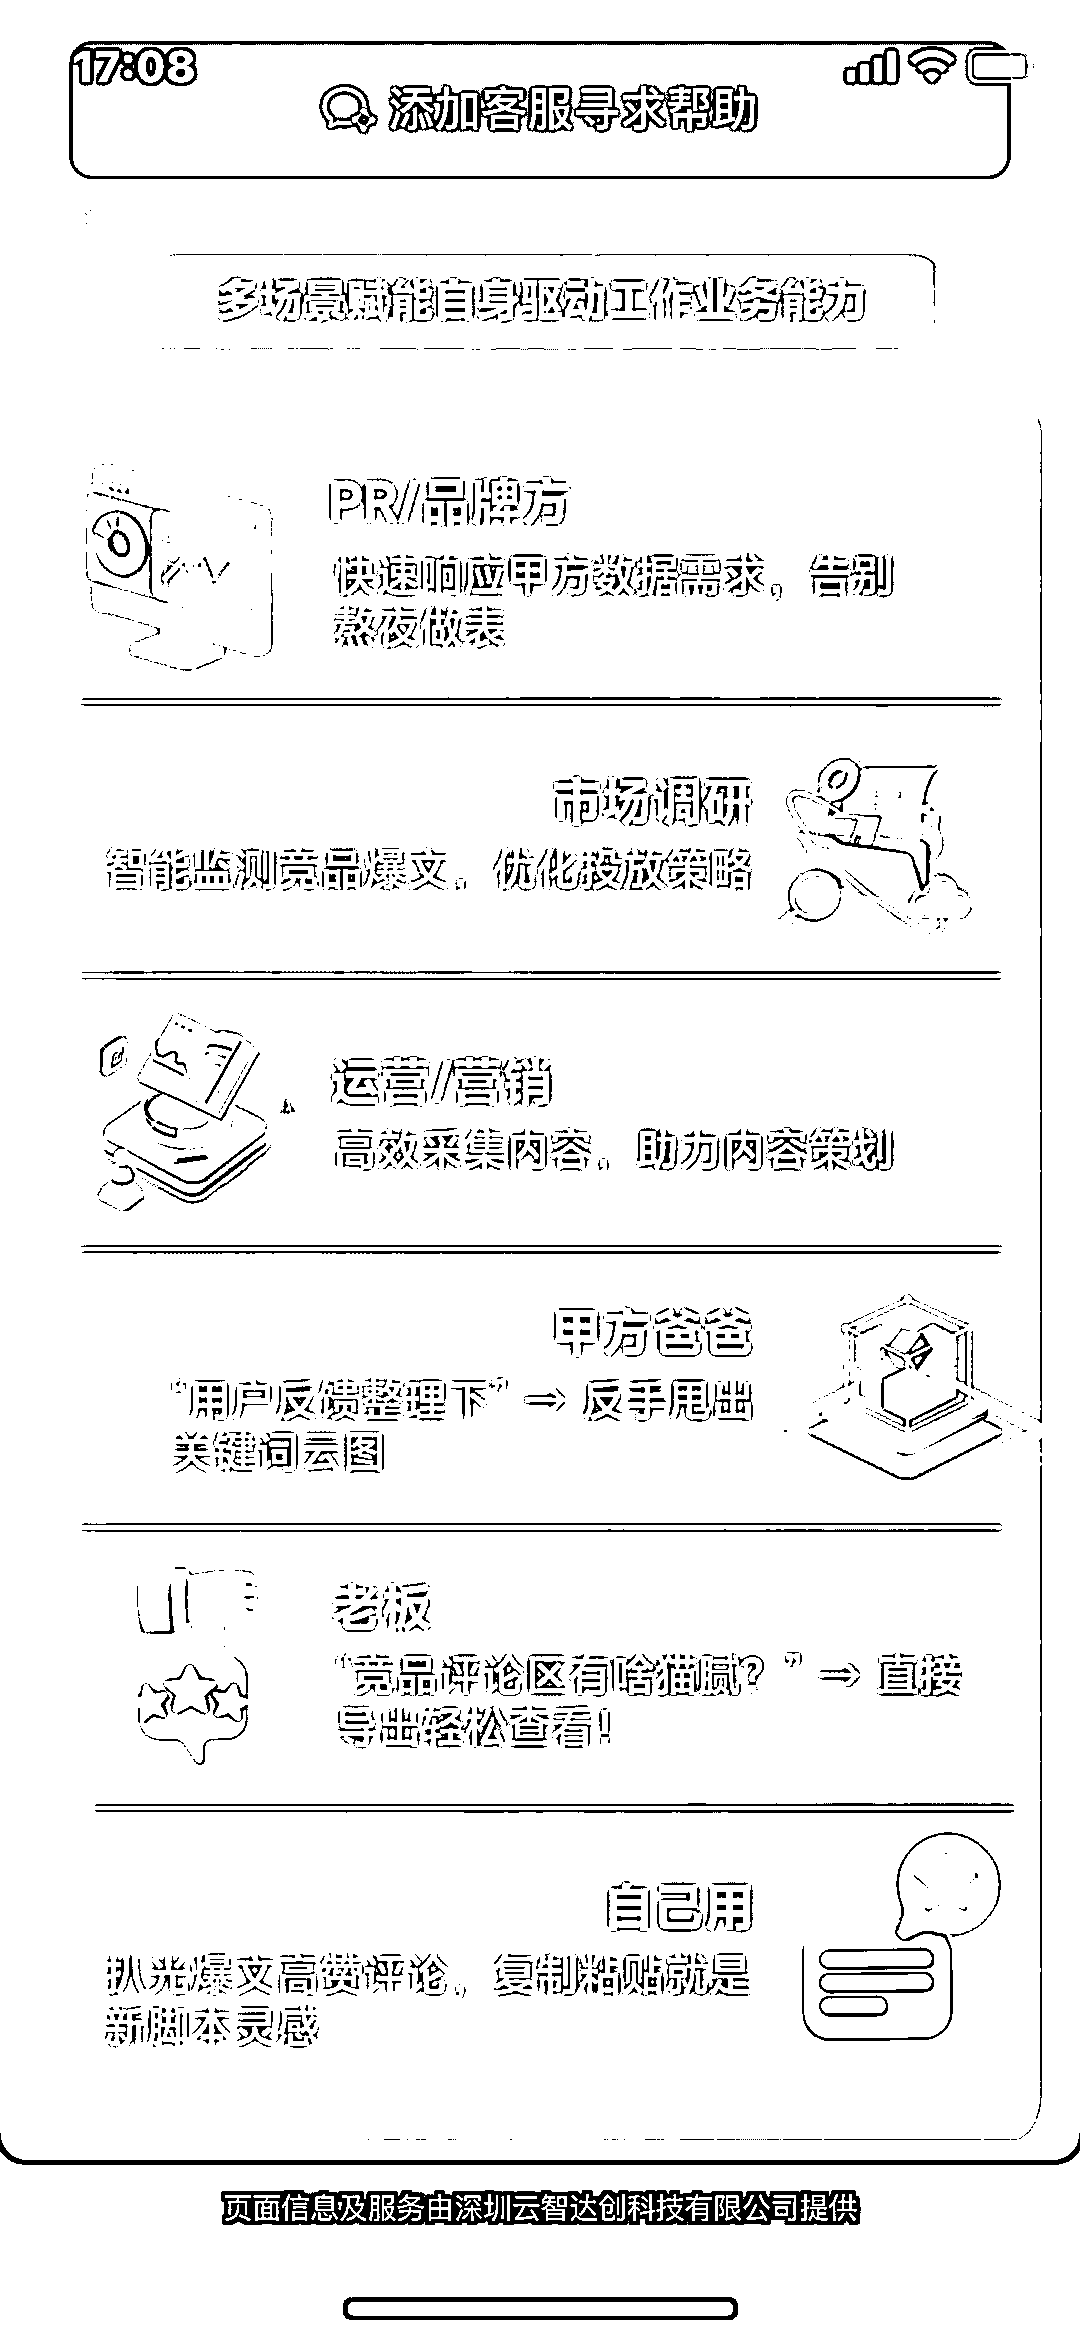 17:08
添加客服寻求帮助
多场景赋能自身驱动工作业务能力
PR/品牌方
快速响应甲方数据需求，告别
熬夜做表
市场调研
智能监测竞品爆文，优化投放策略
运营/营销
高效采集内容，助力内容策划
甲方爸爸
“用户反馈整理下” ⇒ 反手甩出
关键词云图
老板
“竞品评论区有啥猫腻？” ⇒ 直接
导出轻松查看！
自己用
扒光爆文高赞评论，复制粘贴就是
新脚本灵感
页面信息及服务由深圳云智达创科技有限公司提供